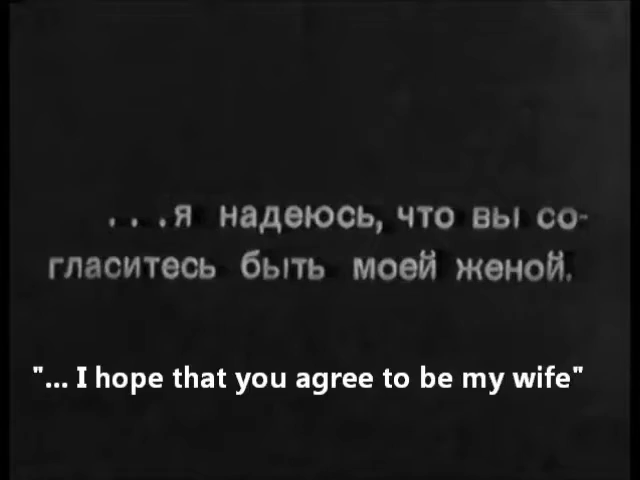 . . .я надеюсь, что вы со-
гласитесь быть моей женой.
"... I hope that you agree to be my wife"